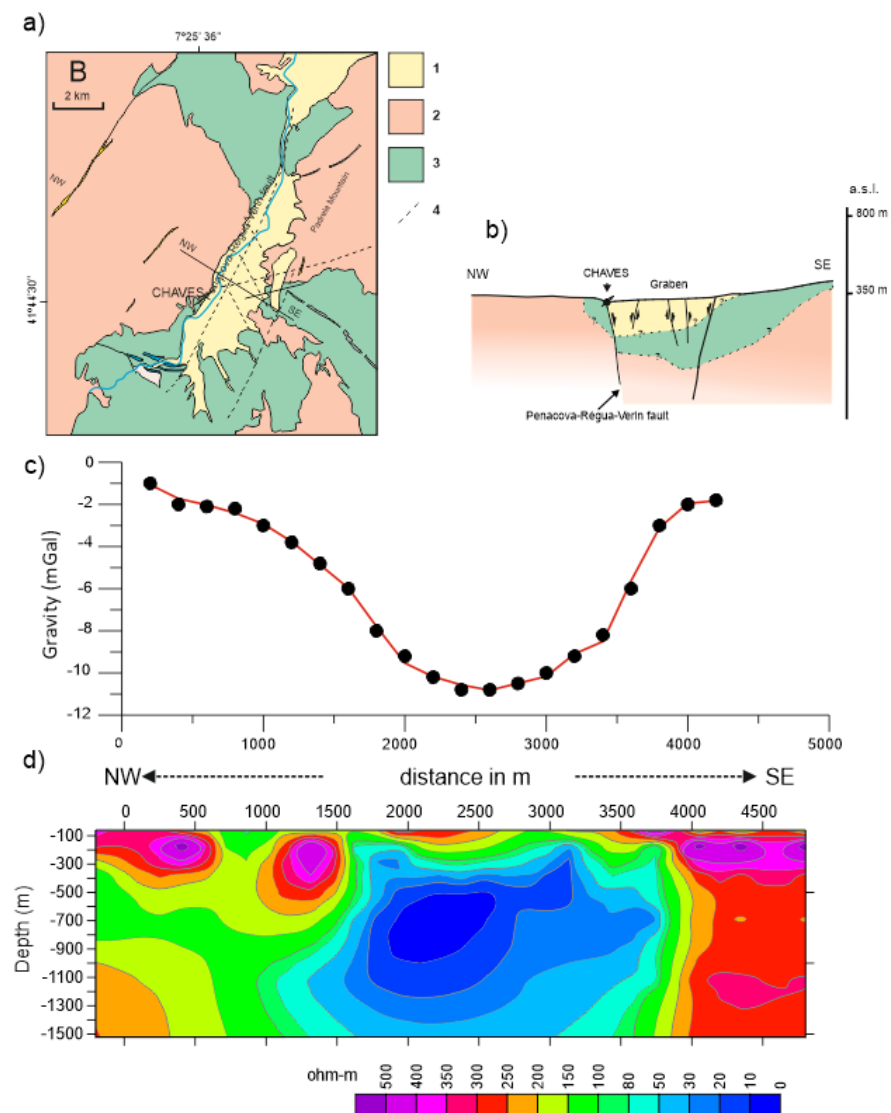 a)
7º25' 36''
B
2 km
NW
NW
SE
CHAVES
Padrela Mountain
41º44'30''
1
2
3
4
b)
a.s.l.
800 m
350 m
NW
CHAVES
Graben
SE
?
?
?
?
Penacova-Régua-Verin fault
c)
Gravity (mGal)
0
-2
-4
-6
-8
-10
-12
0 1000 2000 3000 4000 5000
d)
NW distance in m SE
0 500 1000 1500 2000 2500 3000 3500 4000 4500
Depth (m)
-100
-300
-500
-700
-900
-1100
-1300
-1500
ohm-m
500 400 350 300 250 200 150 100 80 50 30 20 10 0